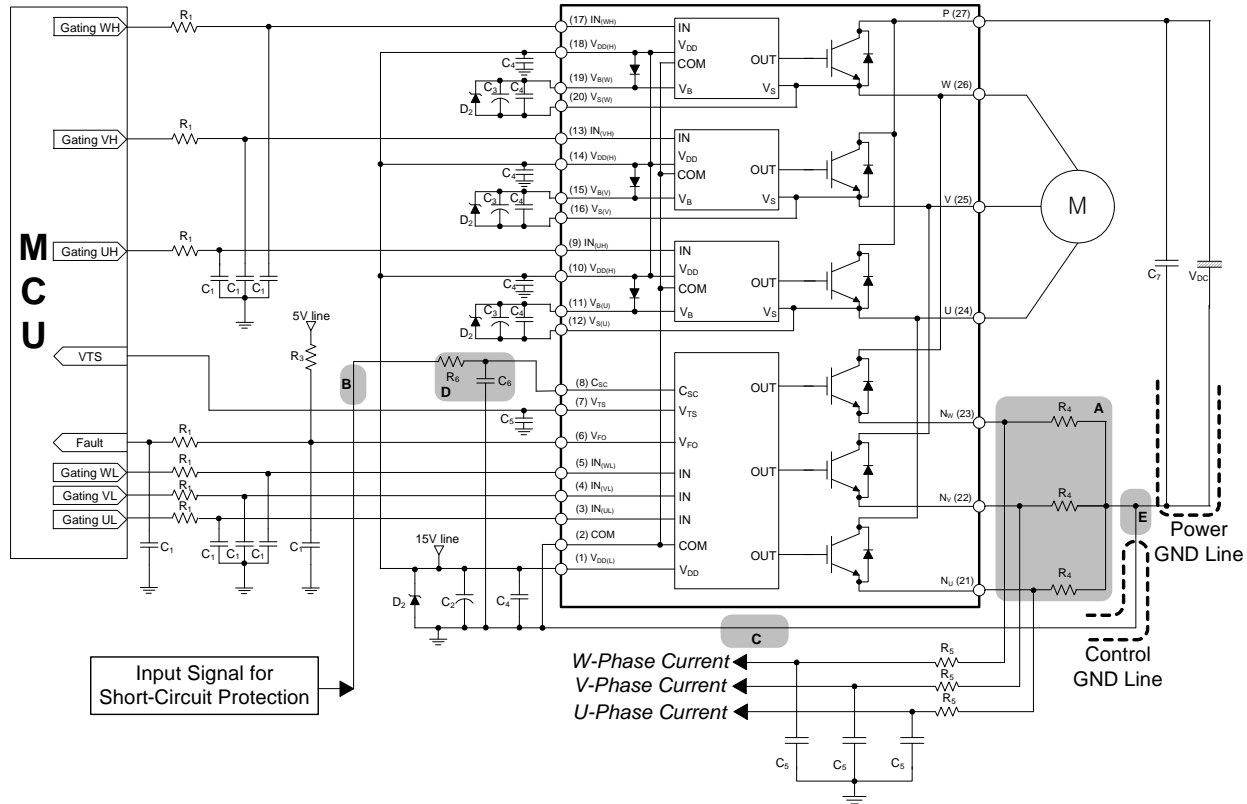 MCU
Gating WH
Gating VH
Gating UH
VTS
Fault
Gating WL
Gating VL
Gating UL
R1
R1
R1
R1
R1
R1
R1
C1
C1
C1
C1
C1
C1
C1
C1
5V line
R3
15V line
D2
C2
C4
C4
C3
C4
D2
C4
C3
C4
D2
C4
C3
C4
D2
B
R6
D
C6
C5
(17) IN(WH)
(18) VDD(H)
(19) VB(W)
(20) VS(W)
(13) IN(VH)
(14) VDD(H)
(15) VB(V)
(16) VS(V)
(9) IN(UH)
(10) VDD(H)
(11) VB(U)
(12) VS(U)
(8) CSC
(7) VTS
(6) VFO
(5) IN(WL)
(4) IN(VL)
(3) IN(UL)
(2) COM
(1) VDD(L)
IN
VDD
COM
VB
OUT
VS
IN
VDD
COM
VB
OUT
VS
IN
VDD
COM
VB
OUT
VS
CSC
VTS
VFO
IN
IN
IN
COM
VDD
OUT
OUT
OUT
P (27)
W (26)
V (25)
U (24)
NW (23)
NV (22)
NU (21)
M
C7
VDC
A
R4
R4
R4
E
Power
GND Line
Control
GND Line
C
Input Signal for
Short-Circuit Protection
W-Phase Current
V-Phase Current
U-Phase Current
R5
R5
R5
C5
C5
C5